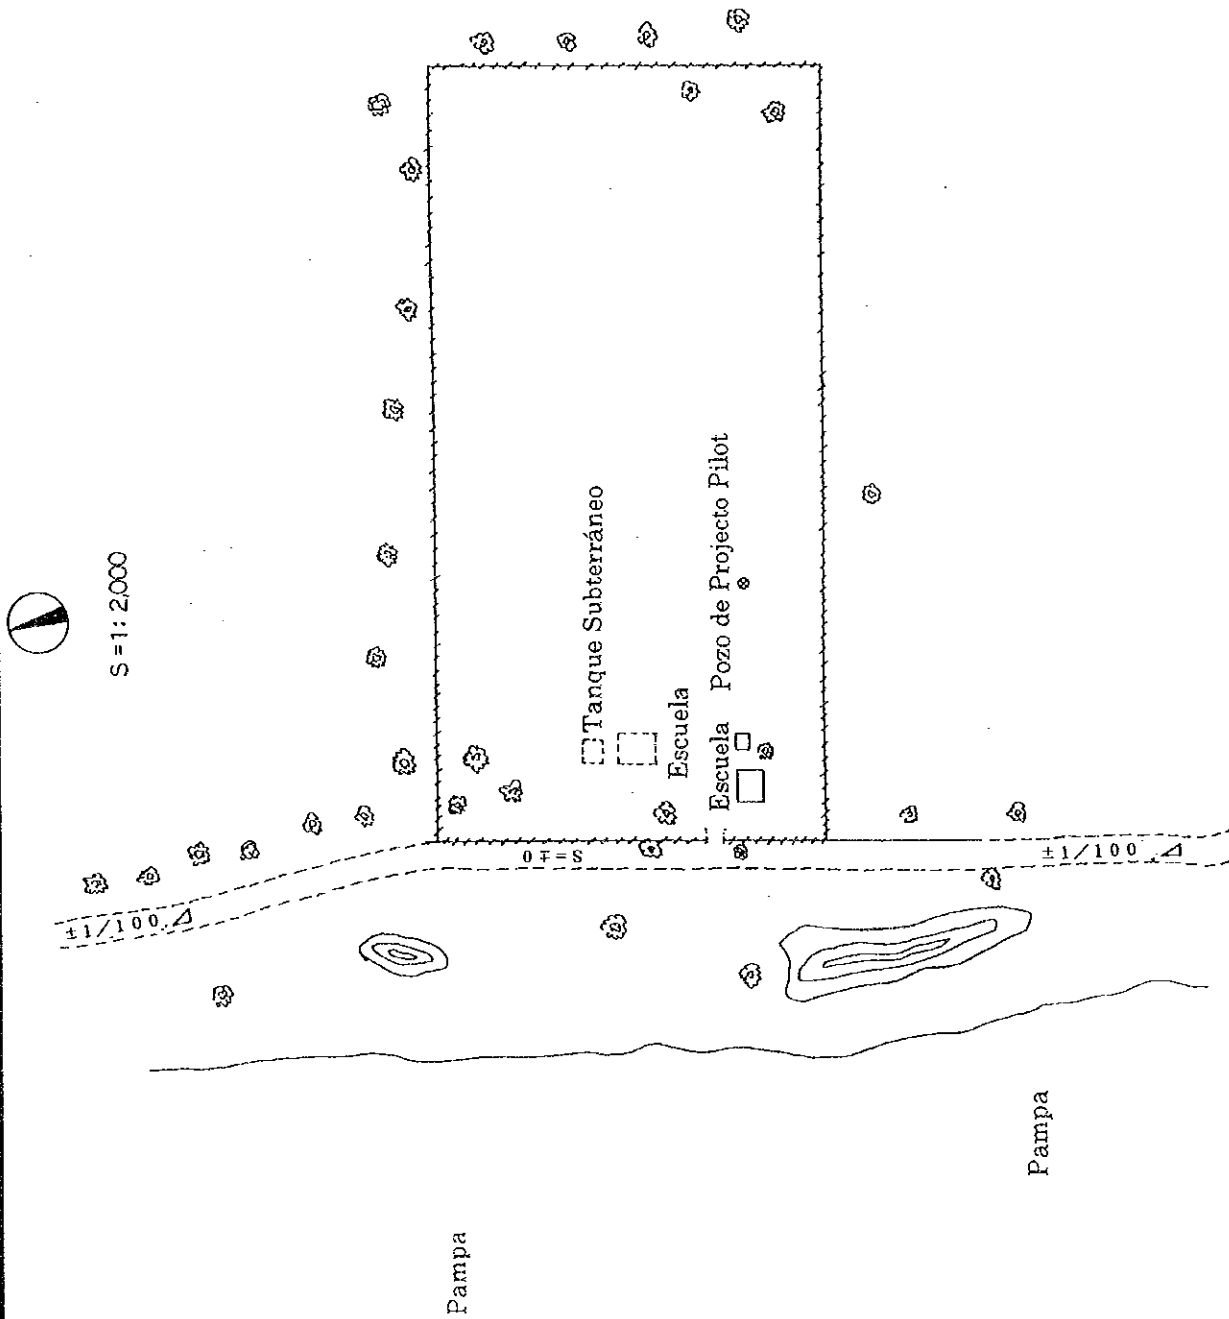 S=1:2,000
Tanque Subterráneo
Escuela
Escuela
Pozo de Projecto Pilot
±1/100
S=±0
±1/100
Pampa
Pampa